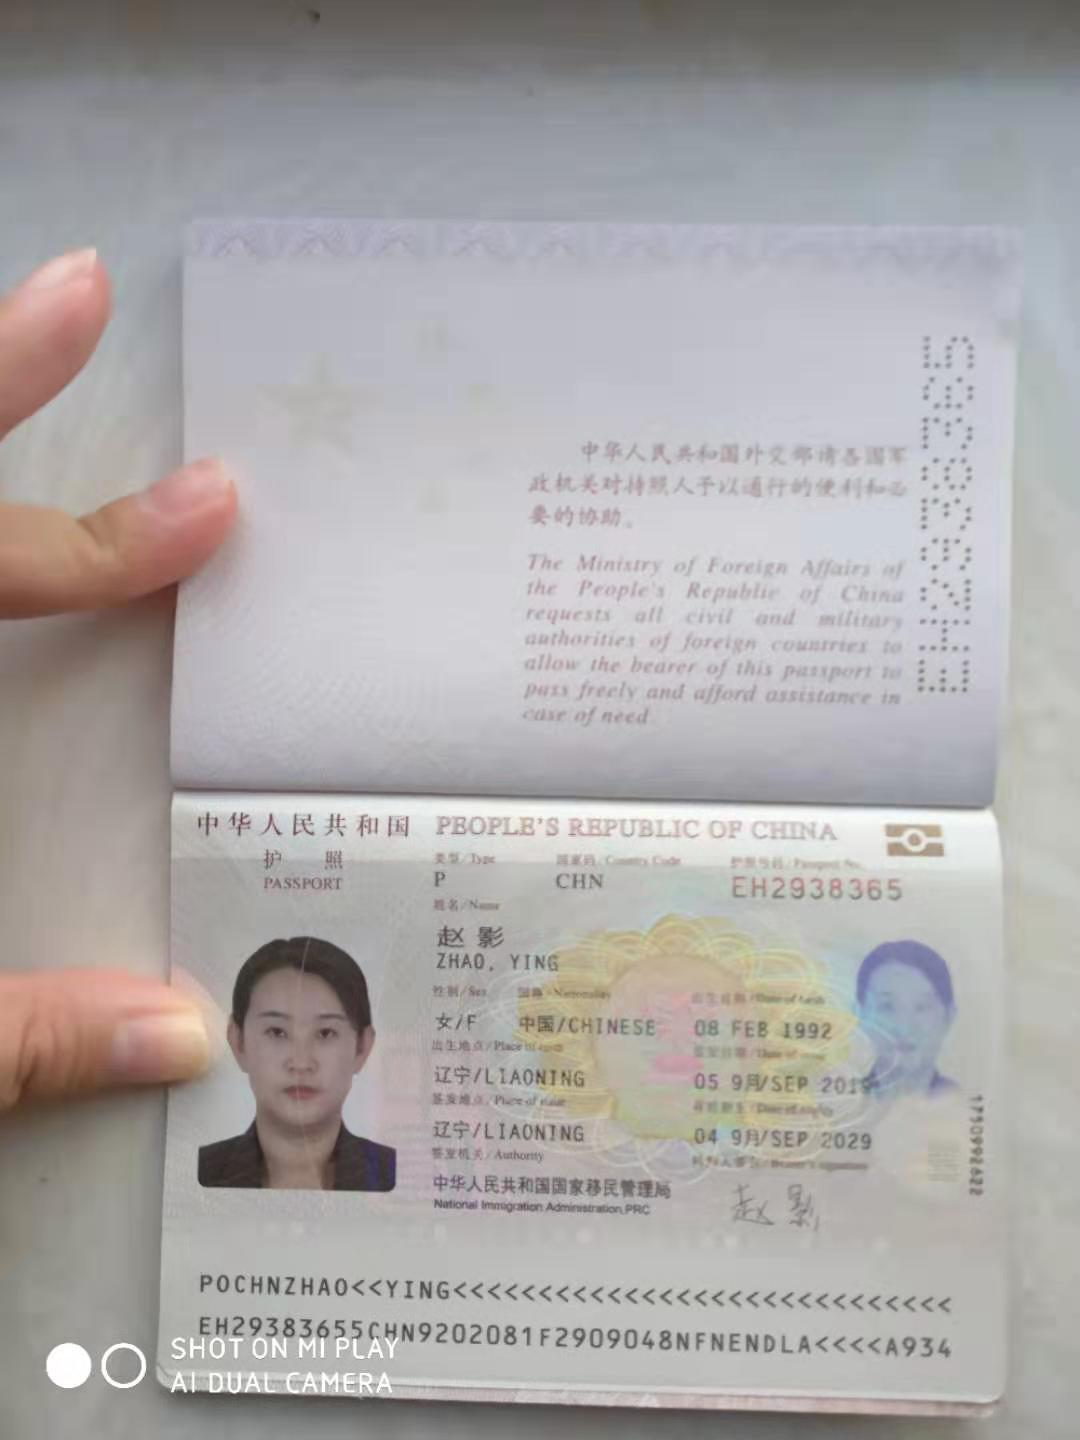 中华人民共和国外交部请各国军
政机关对持照人予以通行的便利和必
要的协助。
The Ministry of Foreign Affairs of
the People's Republic of China
requests all civil and military
authorities of foreign countries to
allow the bearer of this passport to
pass freely and afford assistance in
case of need
EH2938365
中华人民共和国 PEOPLE'S REPUBLIC OF CHINA
护 照
PASSPORT
类型/Type 国家码/Country Code 护照号码/Passport No.
P CHN EH2938365
姓名/Name
赵影
ZHAO, YING
性别/Sex 国籍/Nationality 出生日期/Date of birth
女/F 中国/CHINESE 08 FEB 1992
出生地点/Place of birth 签发日期/Date of issue
辽宁/LIAONING 05 9月/SEP 2019
签发地点/Place of issue 有效期至/Date of expiry
辽宁/LIAONING 04 9月/SEP 2029
签发机关/Authority 持照人签名/Bearer's signature
中华人民共和国国家移民管理局
National Immigration Administration,PRC
赵影
1750992622
POCHNZHAO<<YING<<<<<<<<<<<<<<<<<<<<<<<<<<<<<
EH29383655CHN9202081F2909048NFNENDLA<<<<A934
SHOT ON MI PLAY
AI DUAL CAMERA